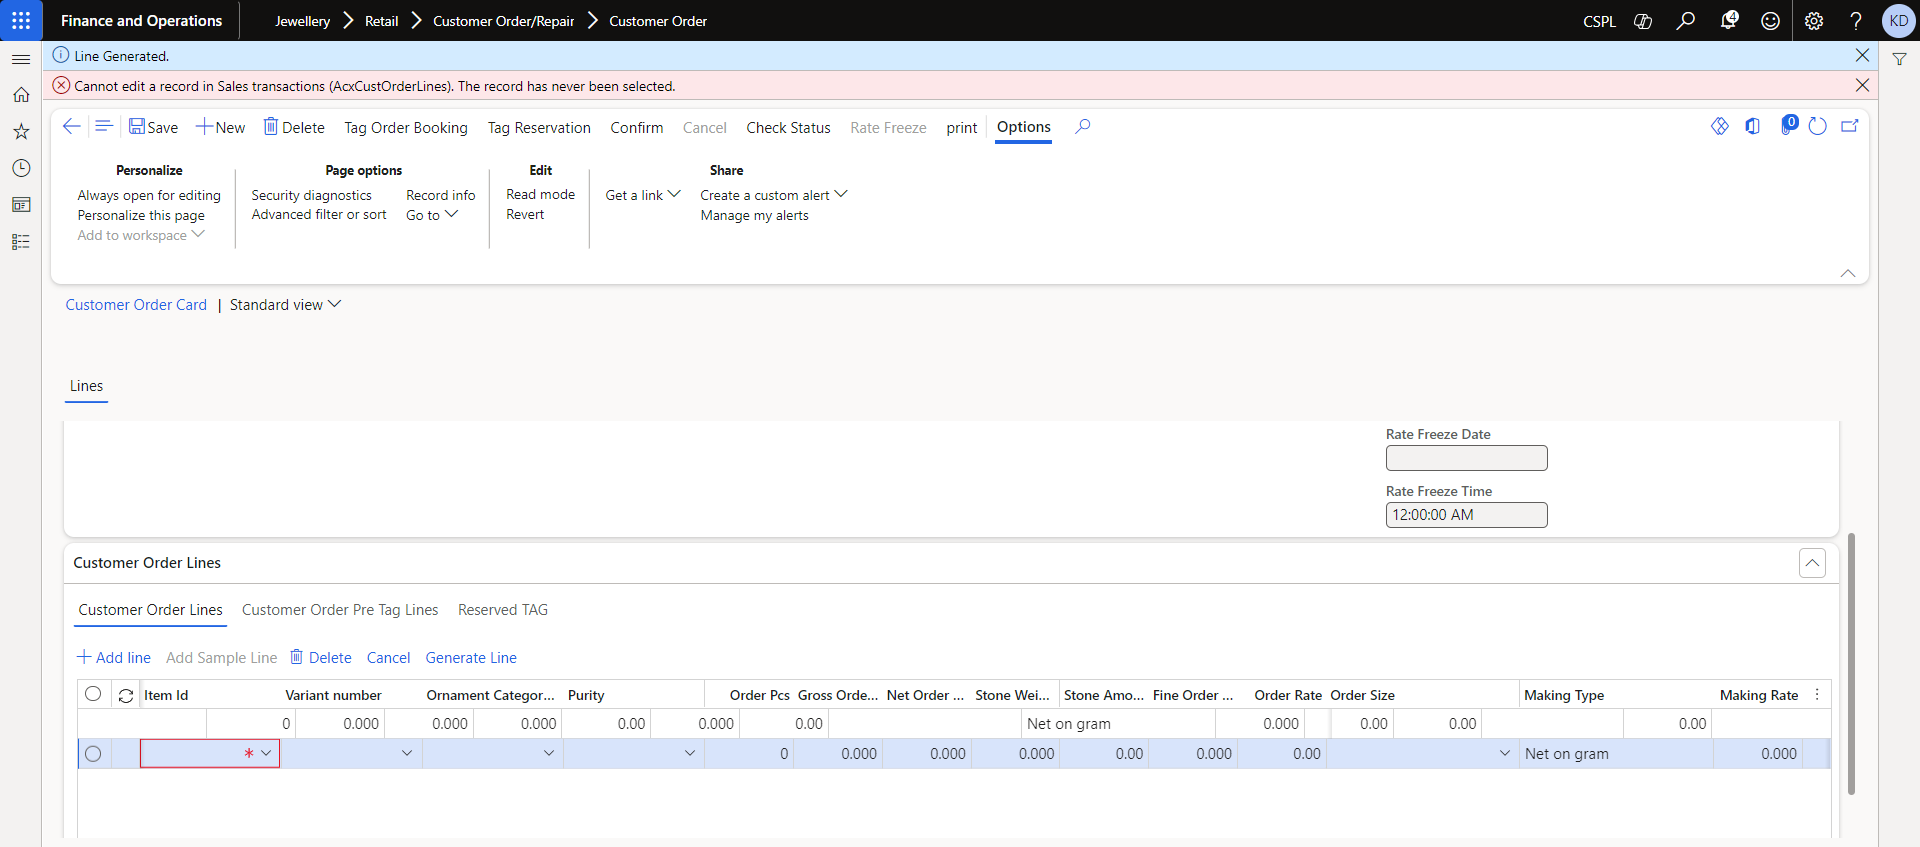 Finance and Operations
Jewellery > Retail > Customer Order/Repair > Customer Order
CSPL
4
KD
Line Generated.
Cannot edit a record in Sales transactions (AcxCustOrderLines). The record has never been selected.
Save New Delete Tag Order Booking Tag Reservation Confirm Cancel Check Status Rate Freeze print Options
0
Personalize
Always open for editing
Personalize this page
Add to workspace
Page options
Security diagnostics
Advanced filter or sort
Record info
Go to
Edit
Read mode
Revert
Share
Get a link
Create a custom alert
Manage my alerts
Customer Order Card | Standard view
Lines
Rate Freeze Date
Rate Freeze Time
12:00:00 AM
Customer Order Lines
Customer Order Lines Customer Order Pre Tag Lines Reserved TAG
Add line Add Sample Line Delete Cancel Generate Line
Item Id Variant number Ornament Categor... Purity Order Pcs Gross Orde... Net Order ... Stone Wei... Stone Amo... Fine Order ... Order Rate Order Size Making Type Making Rate
0 0.000 0.000 0.000 0.00 0.000 0.00 Net on gram 0.000 0.00 0.00 0.00
* 0 0.000 0.000 0.000 0.00 0.000 0.00 Net on gram 0.000